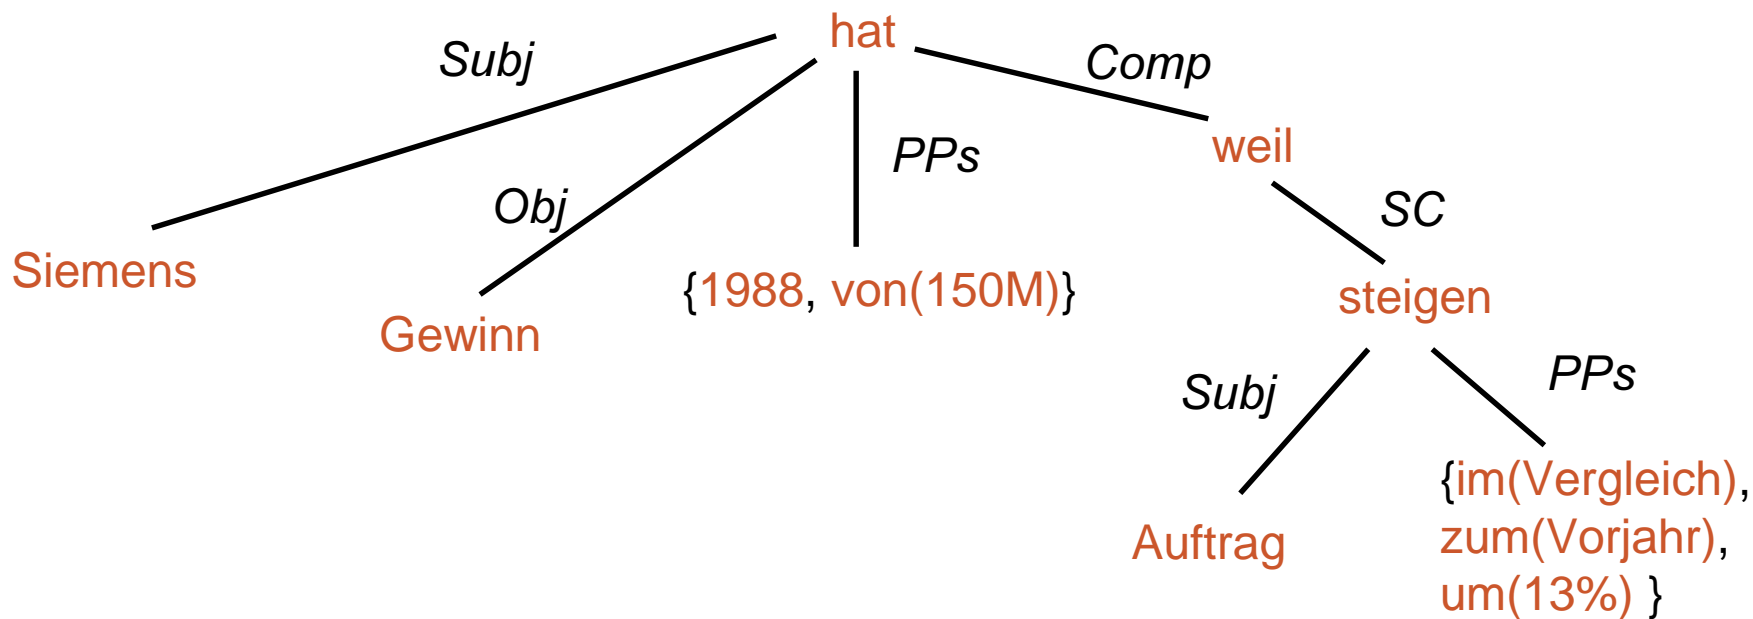 hat
Subj
Comp
weil
PPs
Obj
SC
Siemens
{1988, von(150M)}
steigen
Gewinn
Subj
PPs
Auftrag
{im(Vergleich),
zum(Vorjahr),
um(13%) }